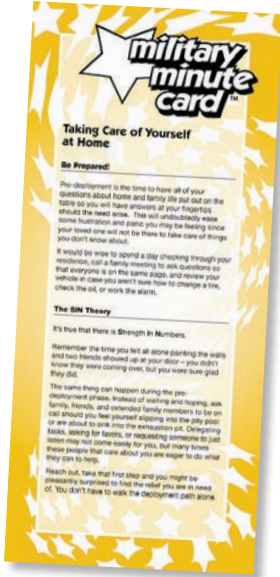 military
minute
card™
Taking Care of Yourself
at Home
Be Prepared!
Pre-deployment is the time to have all of your
questions about home and family life put out on the
table so you will have answers at your fingertips
should the need arise. This will undoubtedly ease
some frustration and panic you may be feeling since
your loved one will not be there to take care of things
you don't know about.
It would be wise to spend a day checking through your
residence, call a family meeting to ask questions so
that everyone is on the same page, and review your
vehicle in case you aren't sure how to change a tire,
check the oil, or work the alarm.
The SIN Theory
It's true that there is Strength In Numbers.
Remember the time you felt all alone painting the walls
and two friends showed up at your door – you didn't
know they were coming over, but you were sure glad
they did.
The same thing can happen during the pre-
deployment phase. Instead of waiting and hoping, ask
family, friends, and extended family members to be on
call should you feel yourself slipping into the pity pool
or are about to sink into the exhaustion pit. Delegating
tasks, asking for favors, or requesting someone to just
listen may not come easily for you, but many times
these people that care about you are eager to do what
they can to help.
Reach out, take that first step and you might be
pleasantly surprised to find the relief you are in need
of. You don't have to walk the deployment path alone.